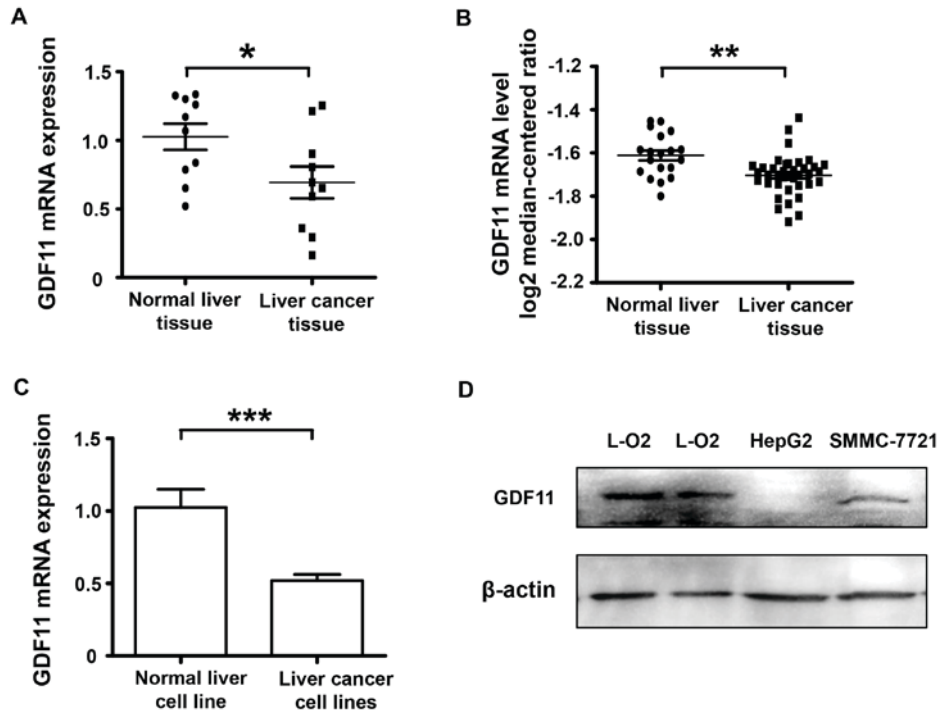 A
GDF11 mRNA expression
*
1.5
1.0
0.5
0
Normal liver
tissue
Liver cancer
tissue
B
GDF11 mRNA level
log2 median-centered ratio
**
-1.2
-1.6
-1.8
-2.0
-2.2
Normal liver
tissue
Liver cancer
tissue
C
GDF11 mRNA expression
***
1.5
1.0
0.5
0
Normal liver
cell line
Liver cancer
cell lines
D
L-O2 L-O2 HepG2 SMMC-7721
GDF11
β-actin